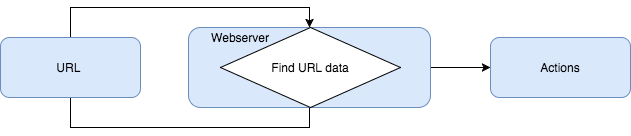 Webserver
URL
Find URL data
Actions